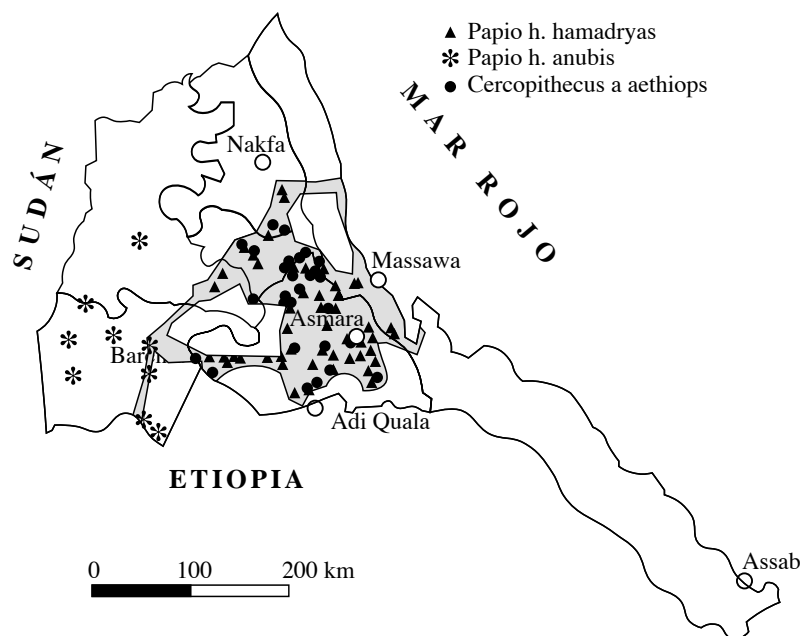 Papio h. hamadryas
Papio h. anubis
Cercopithecus a aethiops
MAR ROJO
SUDÁN
Nakfa
Massawa
Asmara
Adi Quala
ETIOPIA
0 100 200 km
Assab